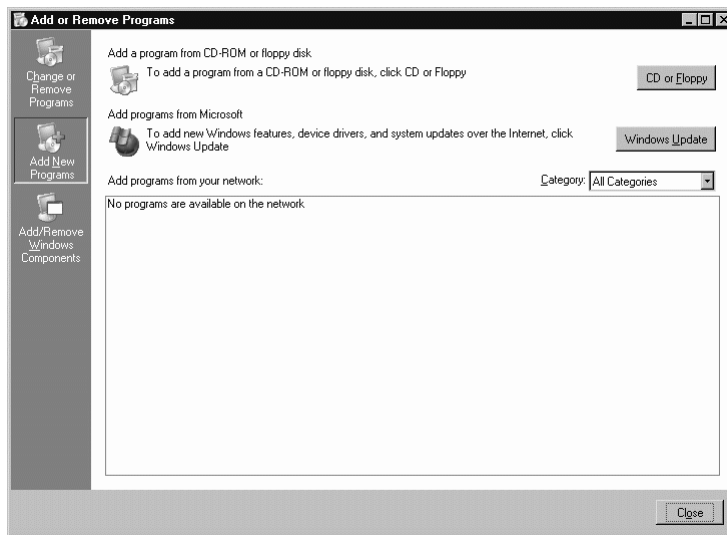 Add or Remove Programs
Change or
Remove
Programs
Add New
Programs
Add/Remove
Windows
Components
Add a program from CD-ROM or floppy disk
To add a program from a CD-ROM or floppy disk, click CD or Floppy
CD or Floppy
Add programs from Microsoft
To add new Windows features, device drivers, and system updates over the Internet, click
Windows Update
Windows Update
Add programs from your network:
Category:
All Categories
No programs are available on the network
Close